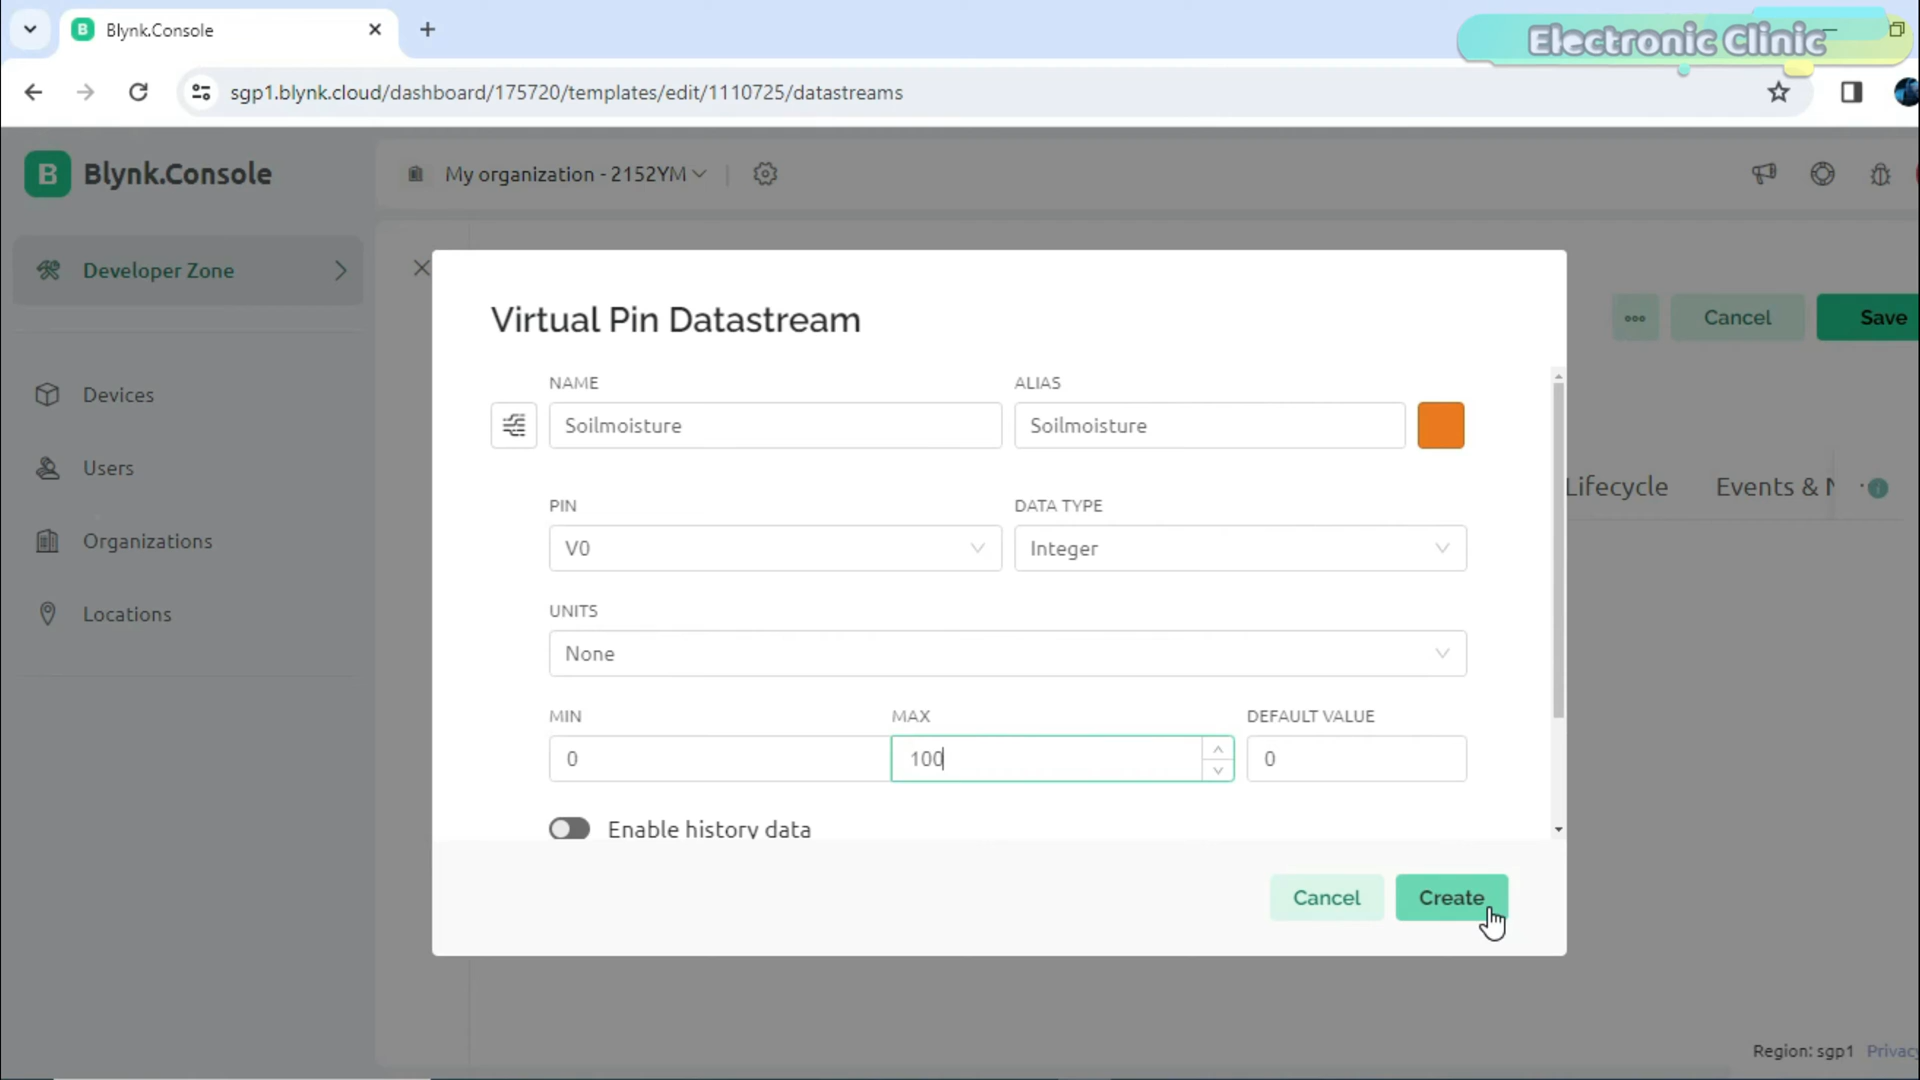 Blynk.Console
Electronic Clinic
sgp1.blynk.cloud/dashboard/175720/templates/edit/1110725/datastreams
B Blynk.Console
My organization - 2152YM
Developer Zone
Cancel
Save
Devices
Users
Organizations
Locations
Lifecycle
Events &
Virtual Pin Datastream
NAME
ALIAS
Soilmoisture
Soilmoisture
PIN
DATA TYPE
V0
Integer
UNITS
None
MIN
MAX
DEFAULT VALUE
0
100
0
Enable history data
Cancel
Create
Region: sgp1
Privacy